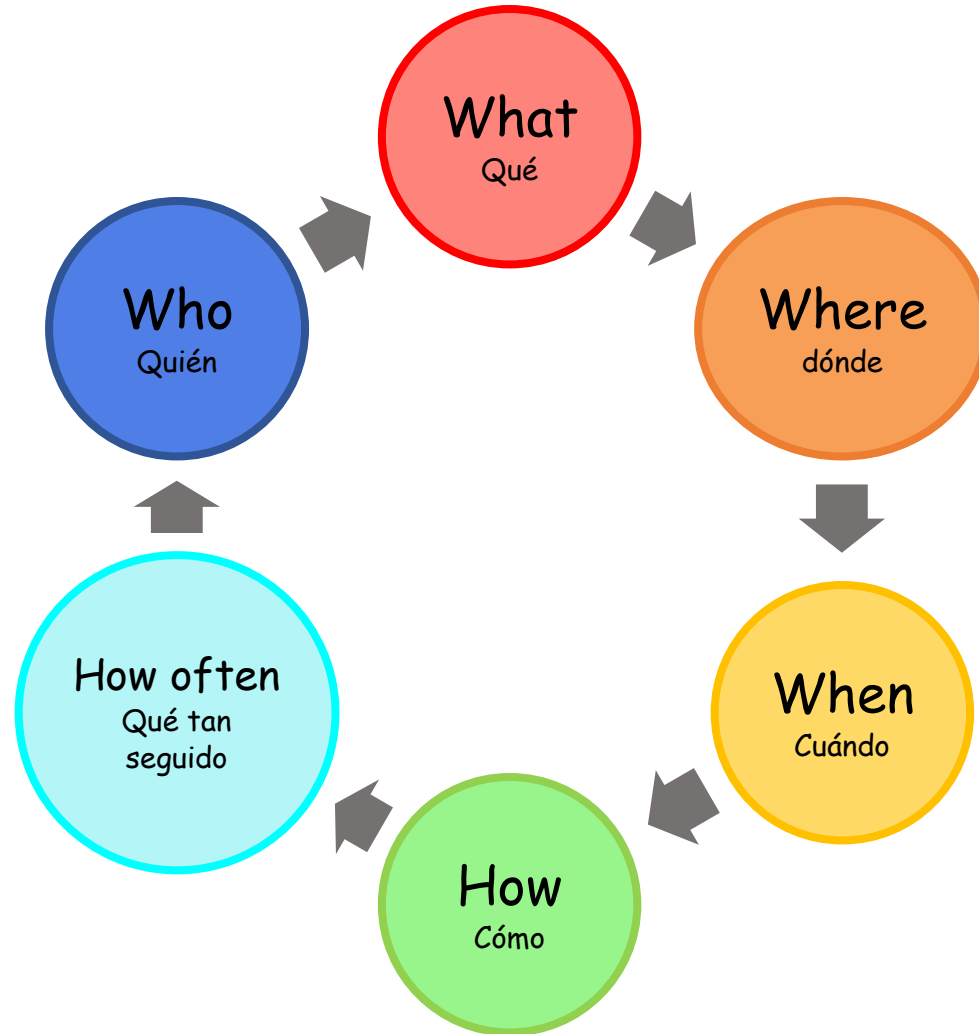 What
Qué
Where
dónde
When
Cuándo
How
Cómo
How often
Qué tan
seguido
Who
Quién